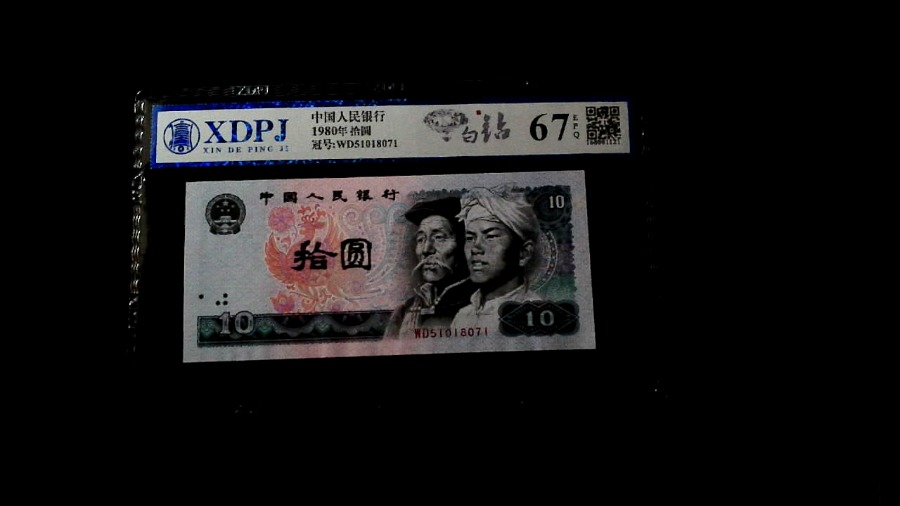 XDPJ
XIN DE PING JI
中国人民银行
1980年 拾圆
冠号:WD51018071
白钻
67
EPQ
中国人民银行
10
拾圆
10
WD51018071
10